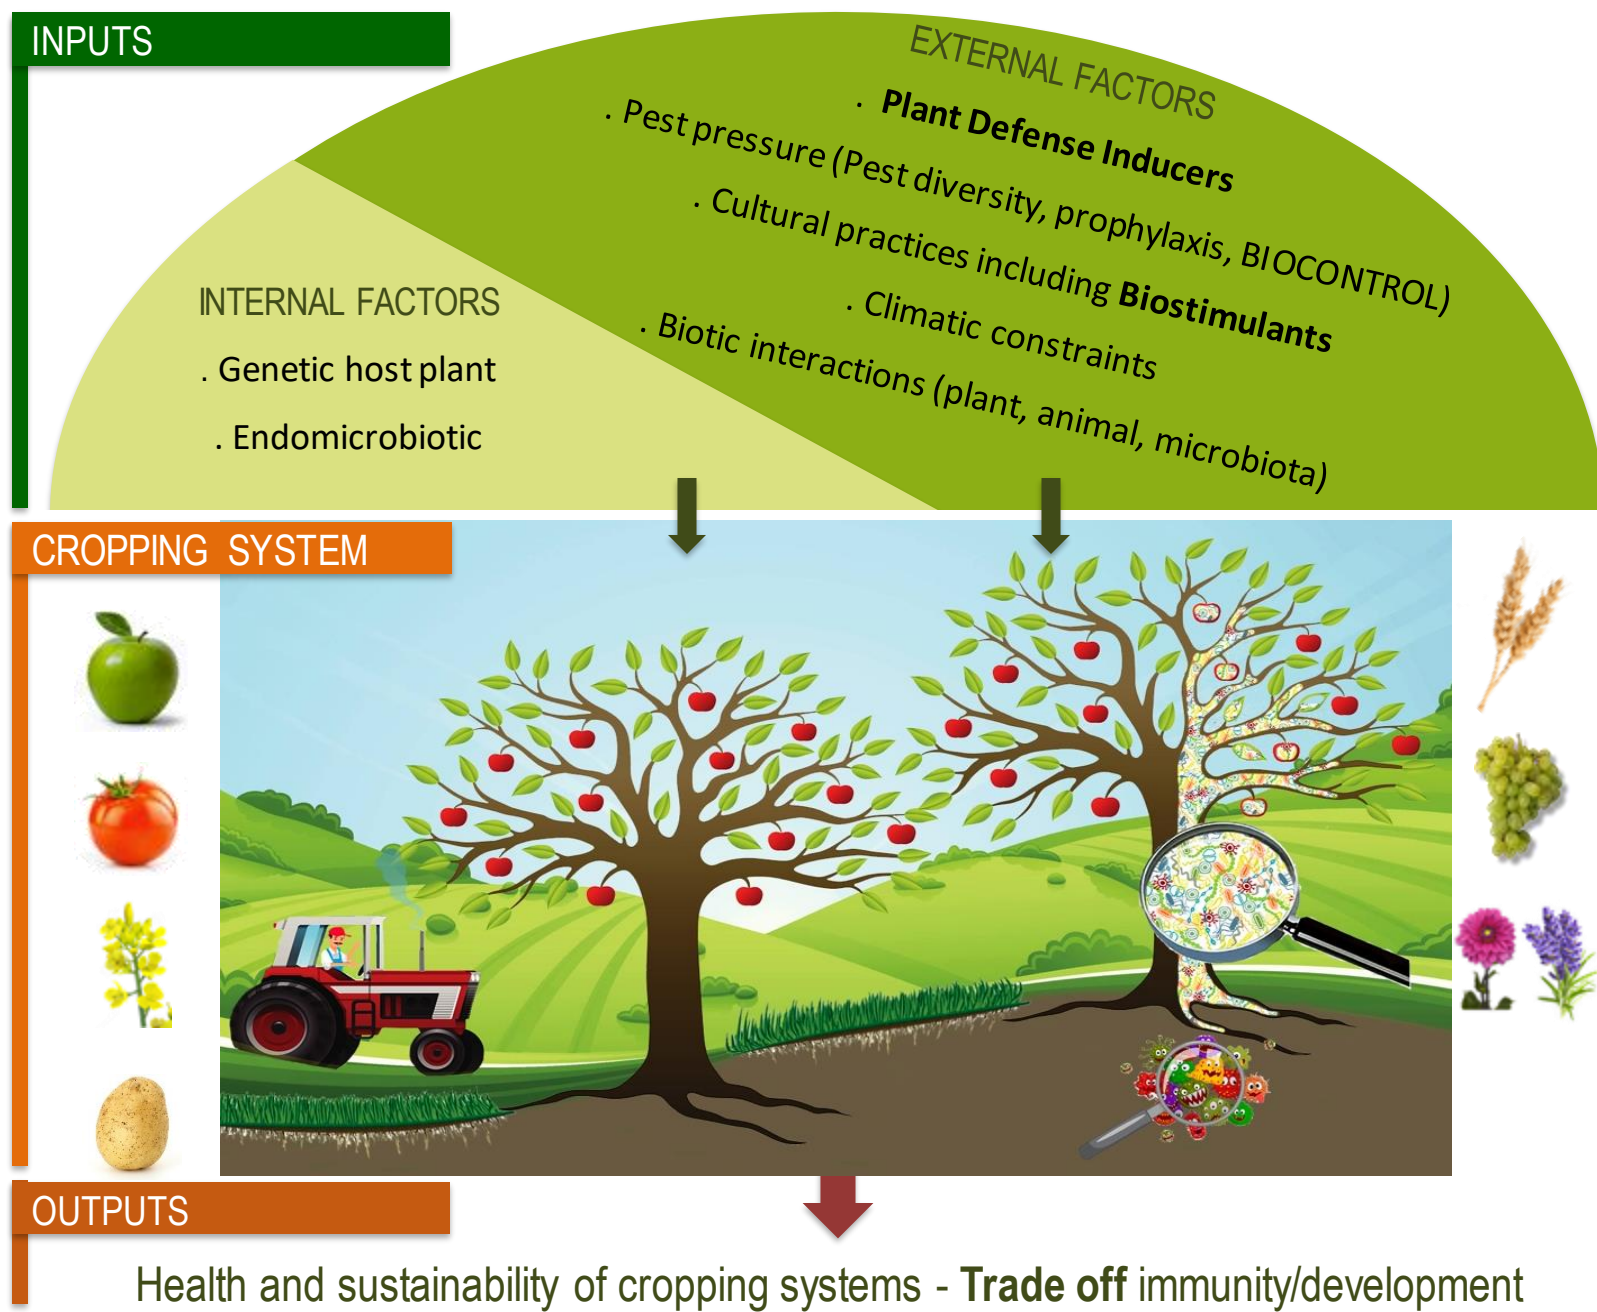 INPUTS
EXTERNAL FACTORS
. Plant Defense Inducers
. Pest pressure (Pest diversity, prophylaxis, BIOCONTROL)
. Cultural practices including Biostimulants
. Climatic constraints
. Biotic interactions (plant, animal, microbiota)
INTERNAL FACTORS
. Genetic host plant
. Endomicrobiotic
CROPPING SYSTEM
OUTPUTS
Health and sustainability of cropping systems - Trade off immunity/development